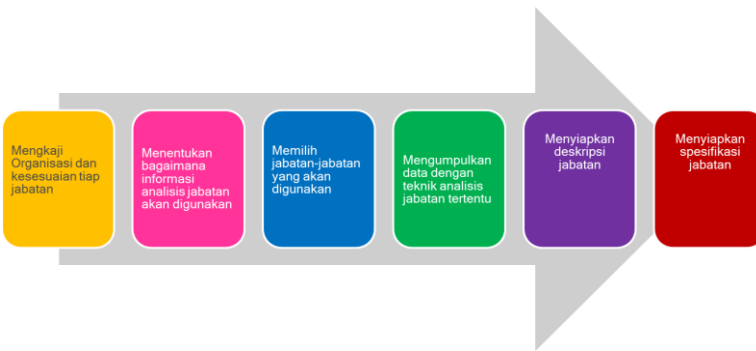 Mengkaji
Organisasi dan
kesesuaian tiap
jabatan
Menentukan
bagaimana
informasi
analisis jabatan
akan digunakan
Memilih
jabatan-jabatan
yang akan
digunakan
Mengumpulkan
data dengan
teknik analisis
jabatan tertentu
Menyiapkan
deskripsi
jabatan
Menyiapkan
spesifikasi
jabatan